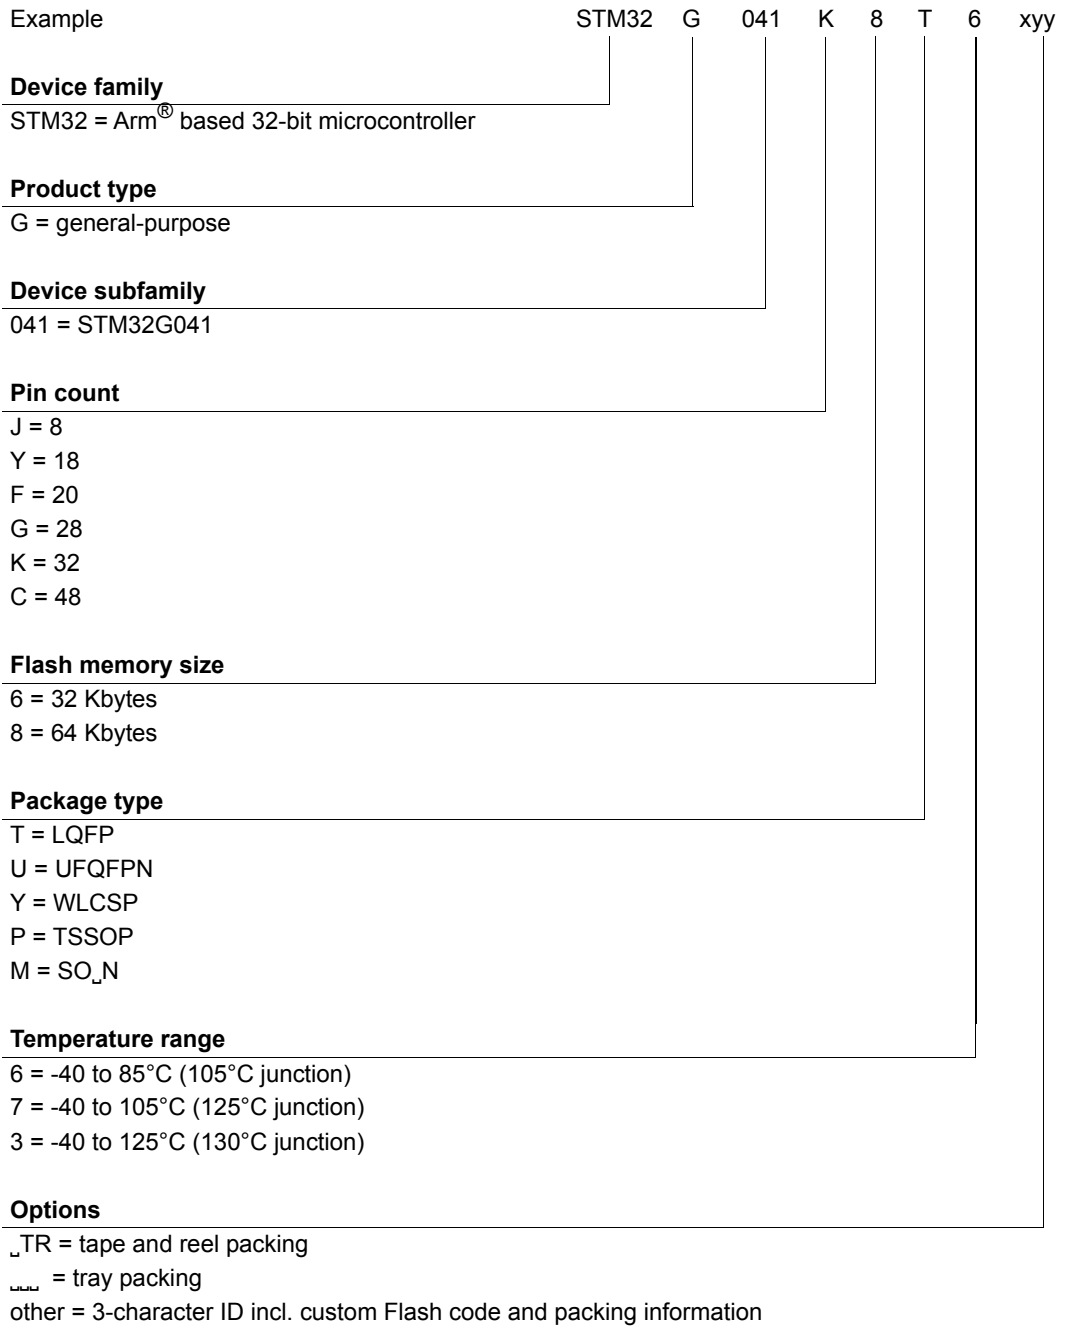 Example STM32 G 041 K 8 T 6 xyy
Device family
STM32 = Arm® based 32-bit microcontroller
Product type
G = general-purpose
Device subfamily
041 = STM32G041
Pin count
J = 8
Y = 18
F = 20
G = 28
K = 32
C = 48
Flash memory size
6 = 32 Kbytes
8 = 64 Kbytes
Package type
T = LQFP
U = UFQFPN
Y = WLCSP
P = TSSOP
M = SO␣N
Temperature range
6 = -40 to 85°C (105°C junction)
7 = -40 to 105°C (125°C junction)
3 = -40 to 125°C (130°C junction)
Options
␣TR = tape and reel packing
␣␣␣ = tray packing
other = 3-character ID incl. custom Flash code and packing information